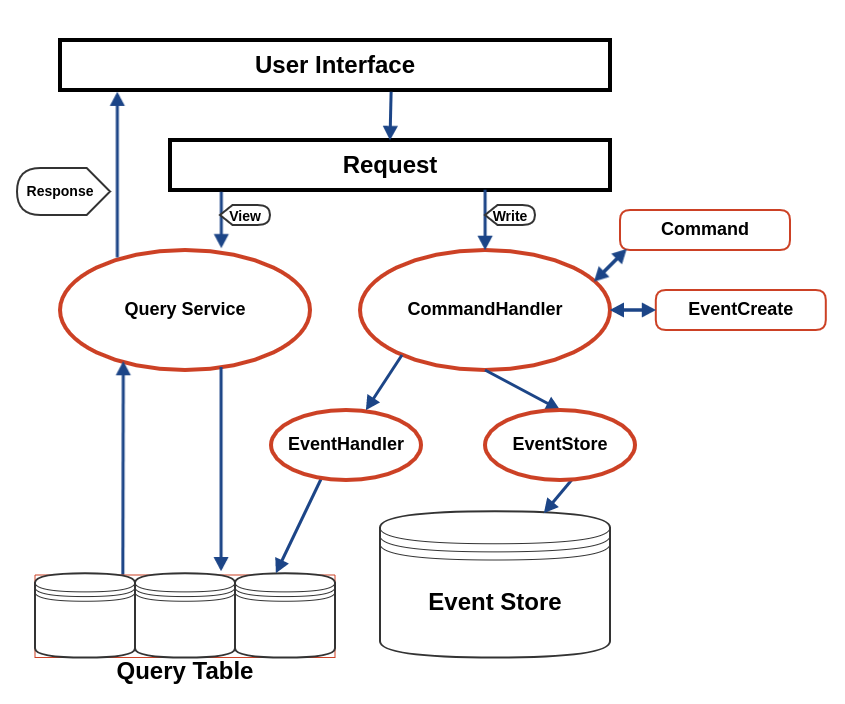 User Interface
Request
Response
View
Write
Command
Query Service
CommandHandler
EventCreate
EventHandler
EventStore
Event Store
Query Table